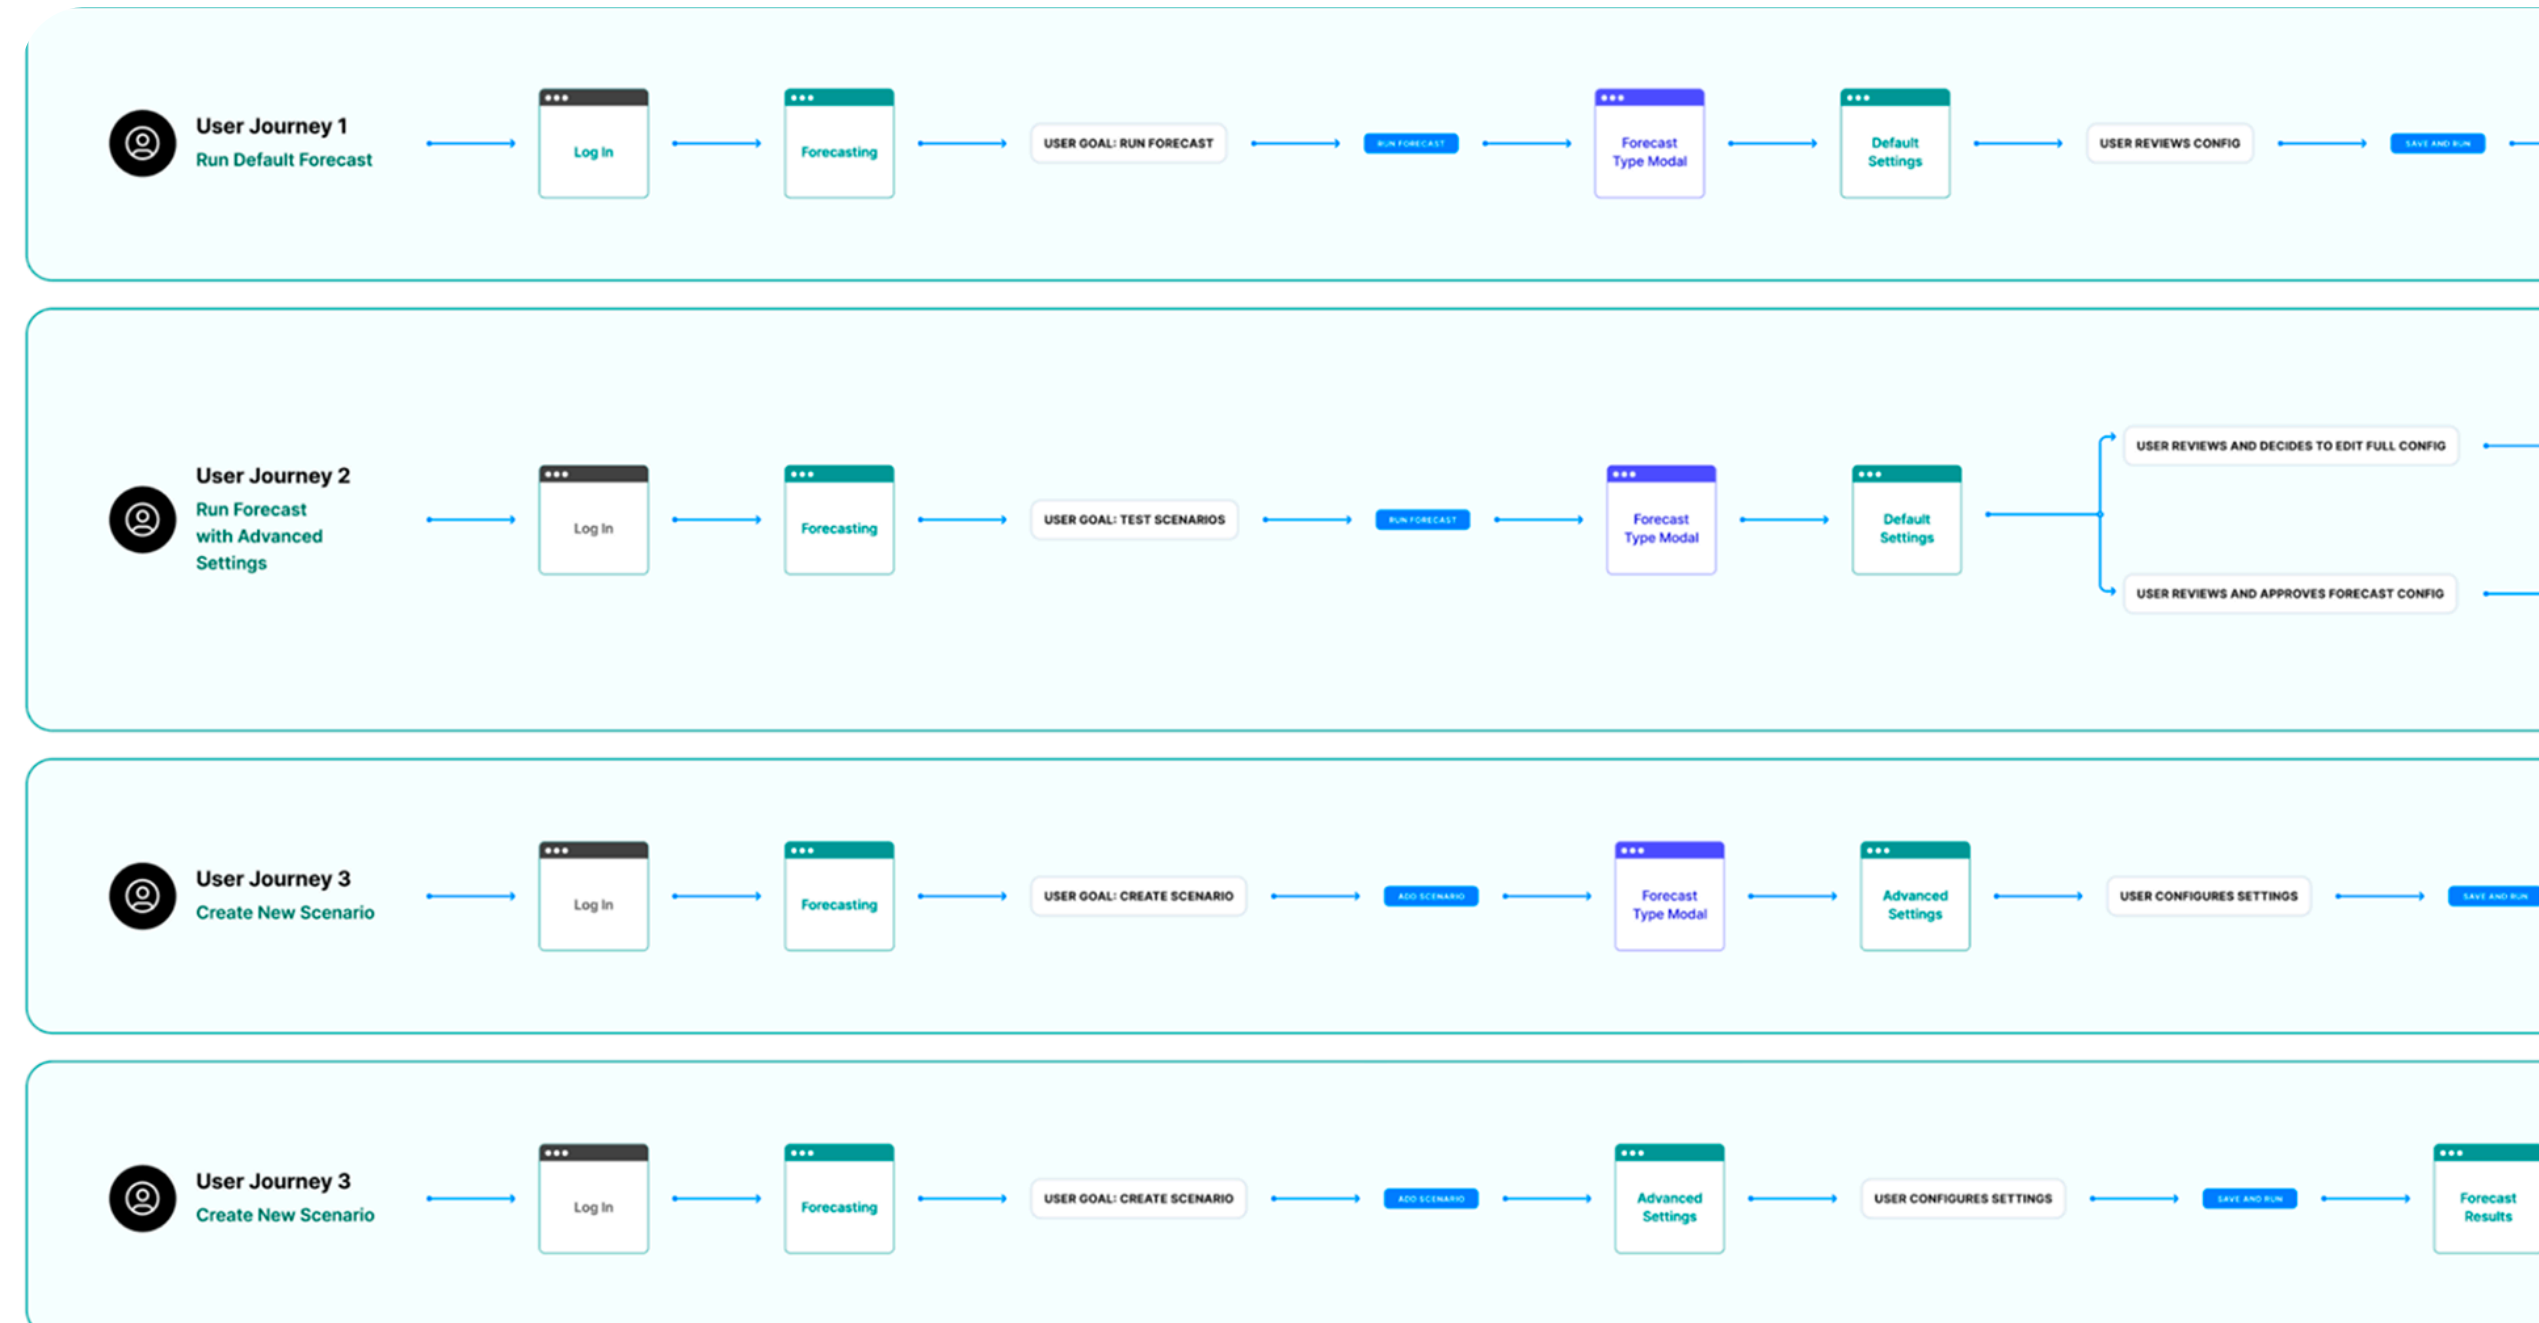 User Journey 1
Run Default Forecast
Log In
Forecasting
USER GOAL: RUN FORECAST
RUN FORECAST
Forecast
Type Modal
Default
Settings
USER REVIEWS CONFIG
SAVE AND RUN
User Journey 2
Run Forecast
with Advanced
Settings
Log In
Forecasting
USER GOAL: TEST SCENARIOS
RUN FORECAST
Forecast
Type Modal
Default
Settings
USER REVIEWS AND DECIDES TO EDIT FULL CONFIG
USER REVIEWS AND APPROVES FORECAST CONFIG
User Journey 3
Create New Scenario
Log In
Forecasting
USER GOAL: CREATE SCENARIO
ADD SCENARIO
Forecast
Type Modal
Advanced
Settings
USER CONFIGURES SETTINGS
SAVE AND RUN
User Journey 3
Create New Scenario
Log In
Forecasting
USER GOAL: CREATE SCENARIO
ADD SCENARIO
Advanced
Settings
USER CONFIGURES SETTINGS
SAVE AND RUN
Forecast
Results